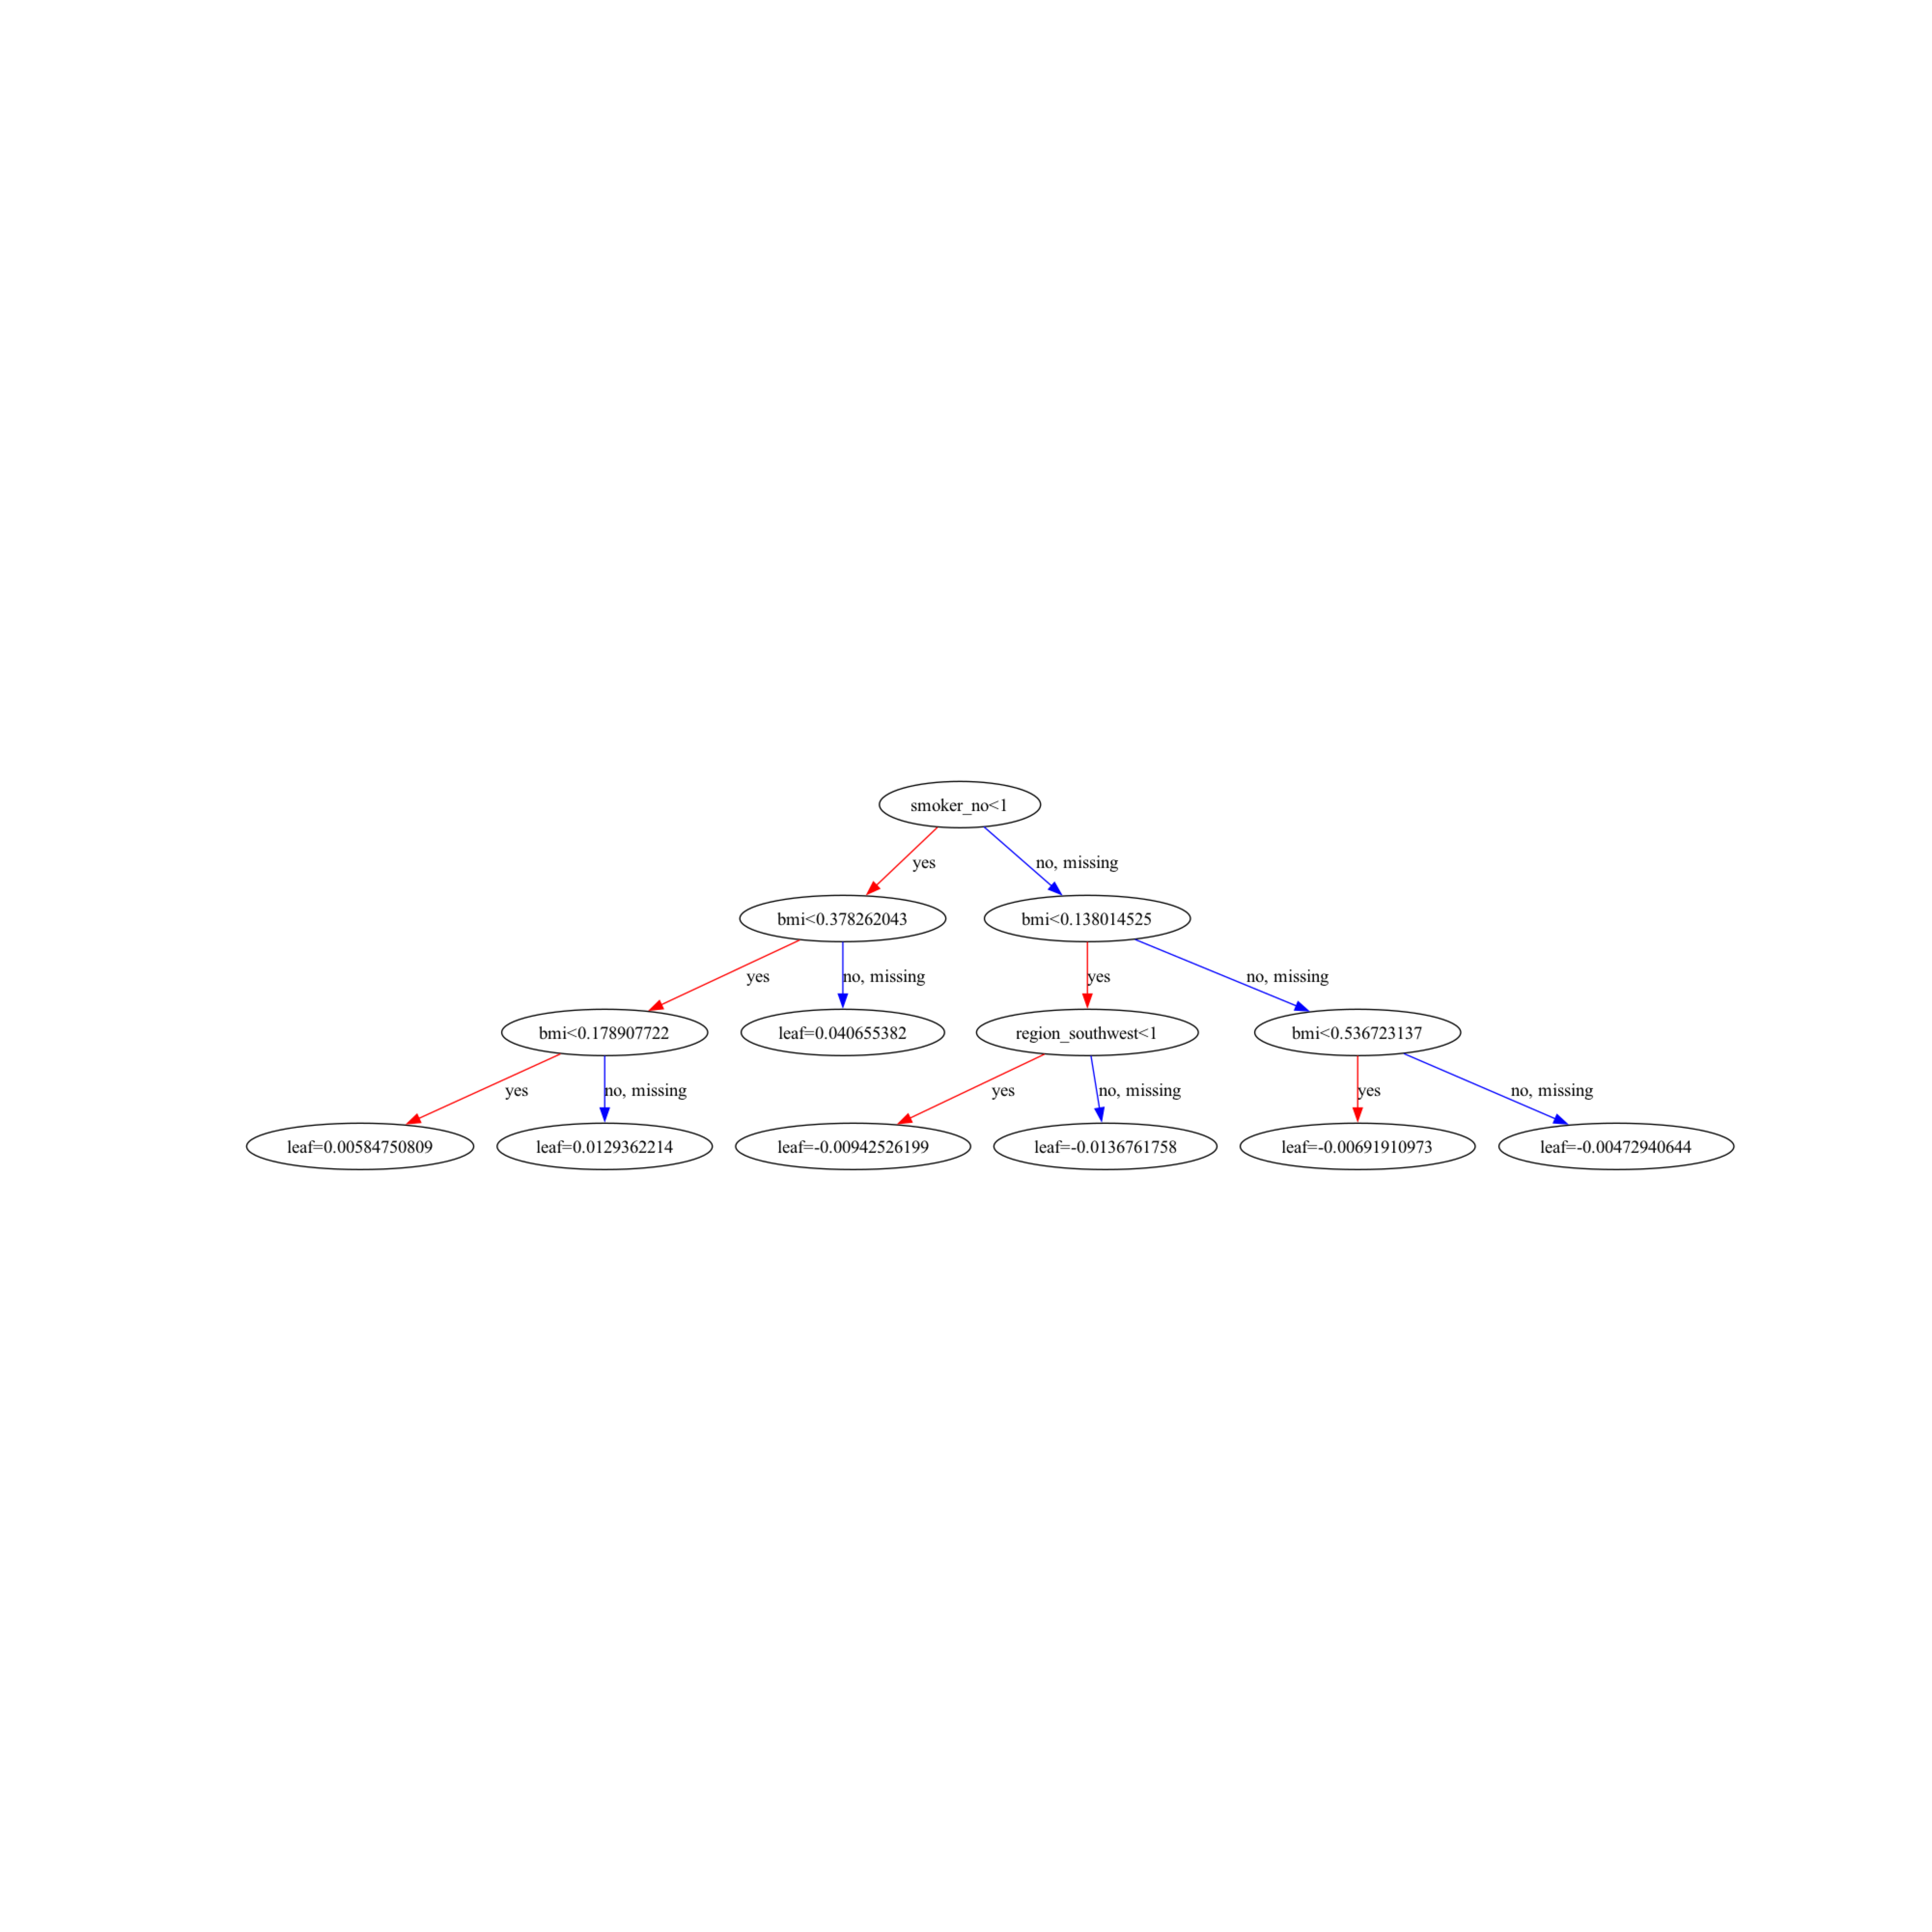 smoker_no<1
yes
no, missing
bmi<0.378262043
bmi<0.138014525
yes
no, missing
yes
no, missing
bmi<0.178907722
leaf=0.040655382
region_southwest<1
bmi<0.536723137
yes
no, missing
yes
no, missing
yes
no, missing
leaf=0.00584750809
leaf=0.0129362214
leaf=-0.00942526199
leaf=-0.0136761758
leaf=-0.00691910973
leaf=-0.00472940644